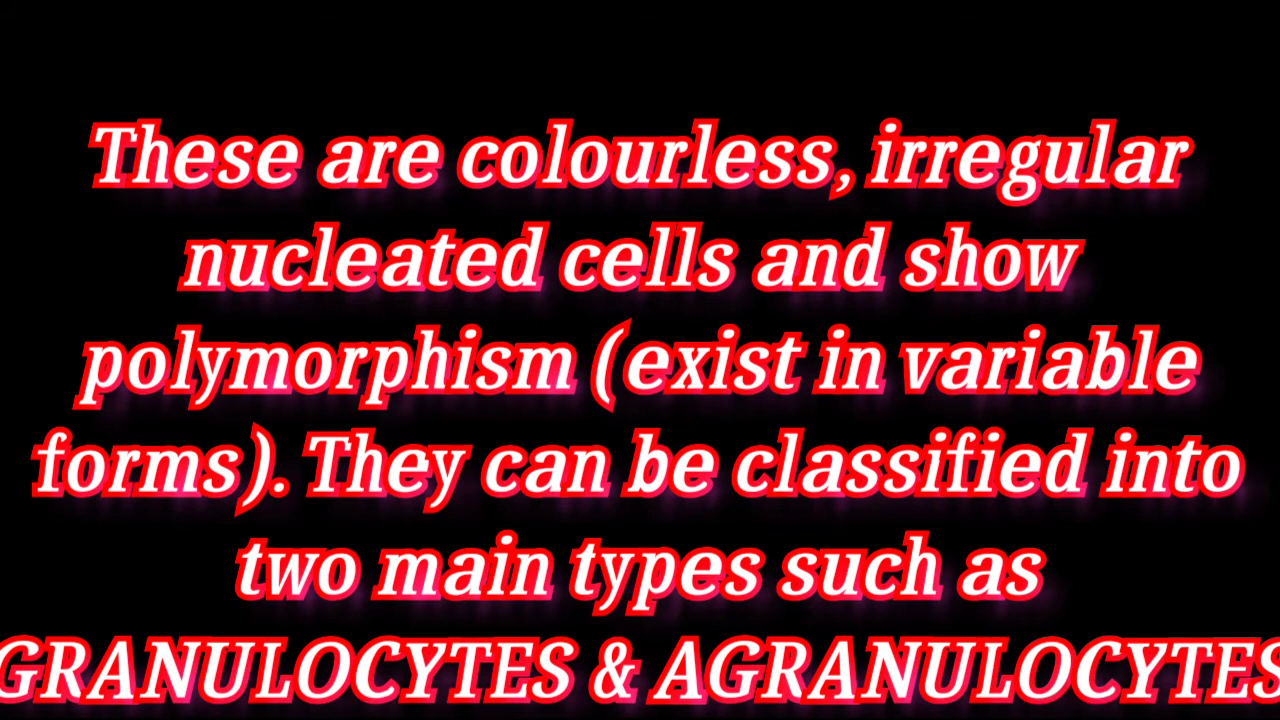 These are colourless, irregular
nucleated cells and show
polymorphism (exist in variable
forms). They can be classified into
two main types such as
GRANULOCYTES & AGRANULOCYTES